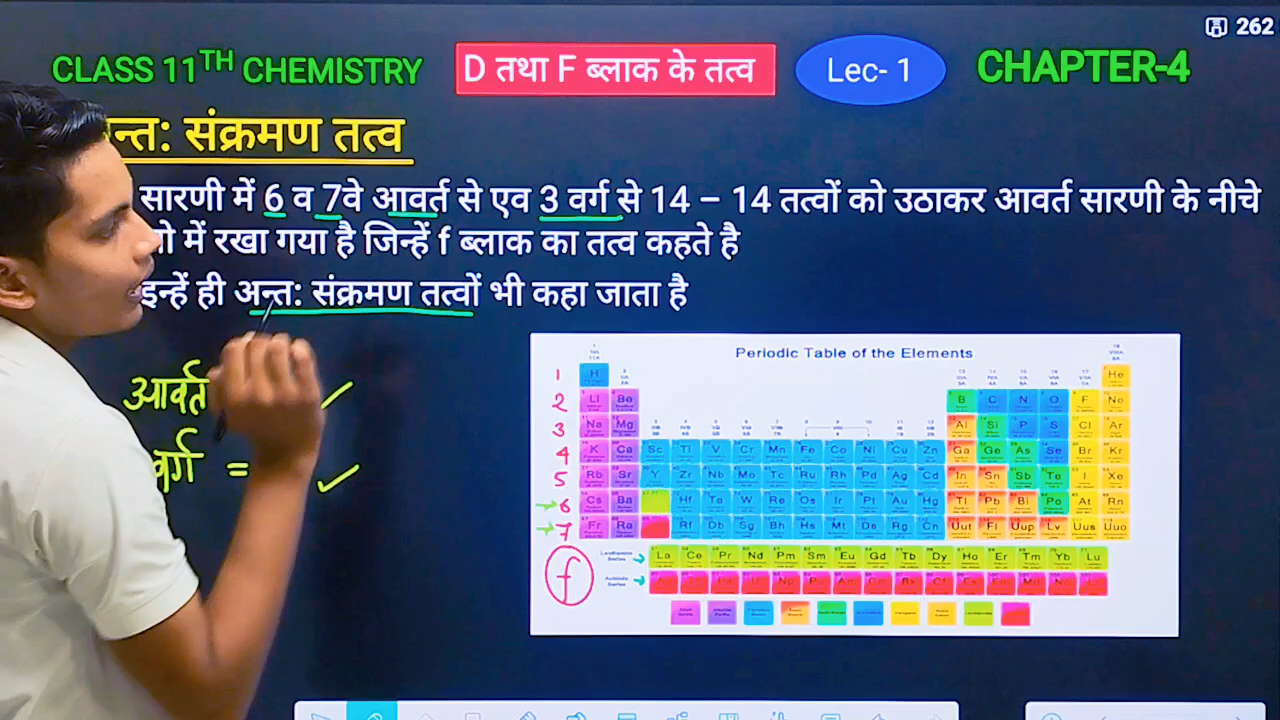 262
CLASS 11TH CHEMISTRY D तथा F ब्लाक के तत्व Lec- 1 CHAPTER-4
संक्रमण तत्व
सारणी में 6 व 7वे आवर्त से एव 3 वर्ग से 14 – 14 तत्वों को उठाकर आवर्त सारणी के नीचे
में रखा गया है जिन्हें f ब्लाक का तत्व कहते है
इन्हें ही अन्त: संक्रमण तत्वों भी कहा जाता है
आवर्त
वर्ग =
Periodic Table of the Elements
1 H He
2 Li Be B C N O F Ne
3 Na Mg Al Si P S Cl Ar
4 K Ca Sc Ti V Cr Mn Fe Co Ni Cu Zn Ga Ge As Se Br Kr
5 Rb Sr Y Zr Nb Mo Tc Ru Rh Pd Ag Cd In Sn Sb Te I Xe
6 Cs Ba Hf Ta W Re Os Ir Pt Au Hg Tl Pb Bi Po At Rn
7 Fr Ra Rf Db Sg Bh Hs Mt Ds Rg Cn Uut Fl Uup Lv Uus Uuo
f
Lanthanide Series La Ce Pr Nd Pm Sm Eu Gd Tb Dy Ho Er Tm Yb Lu
Actinide Series